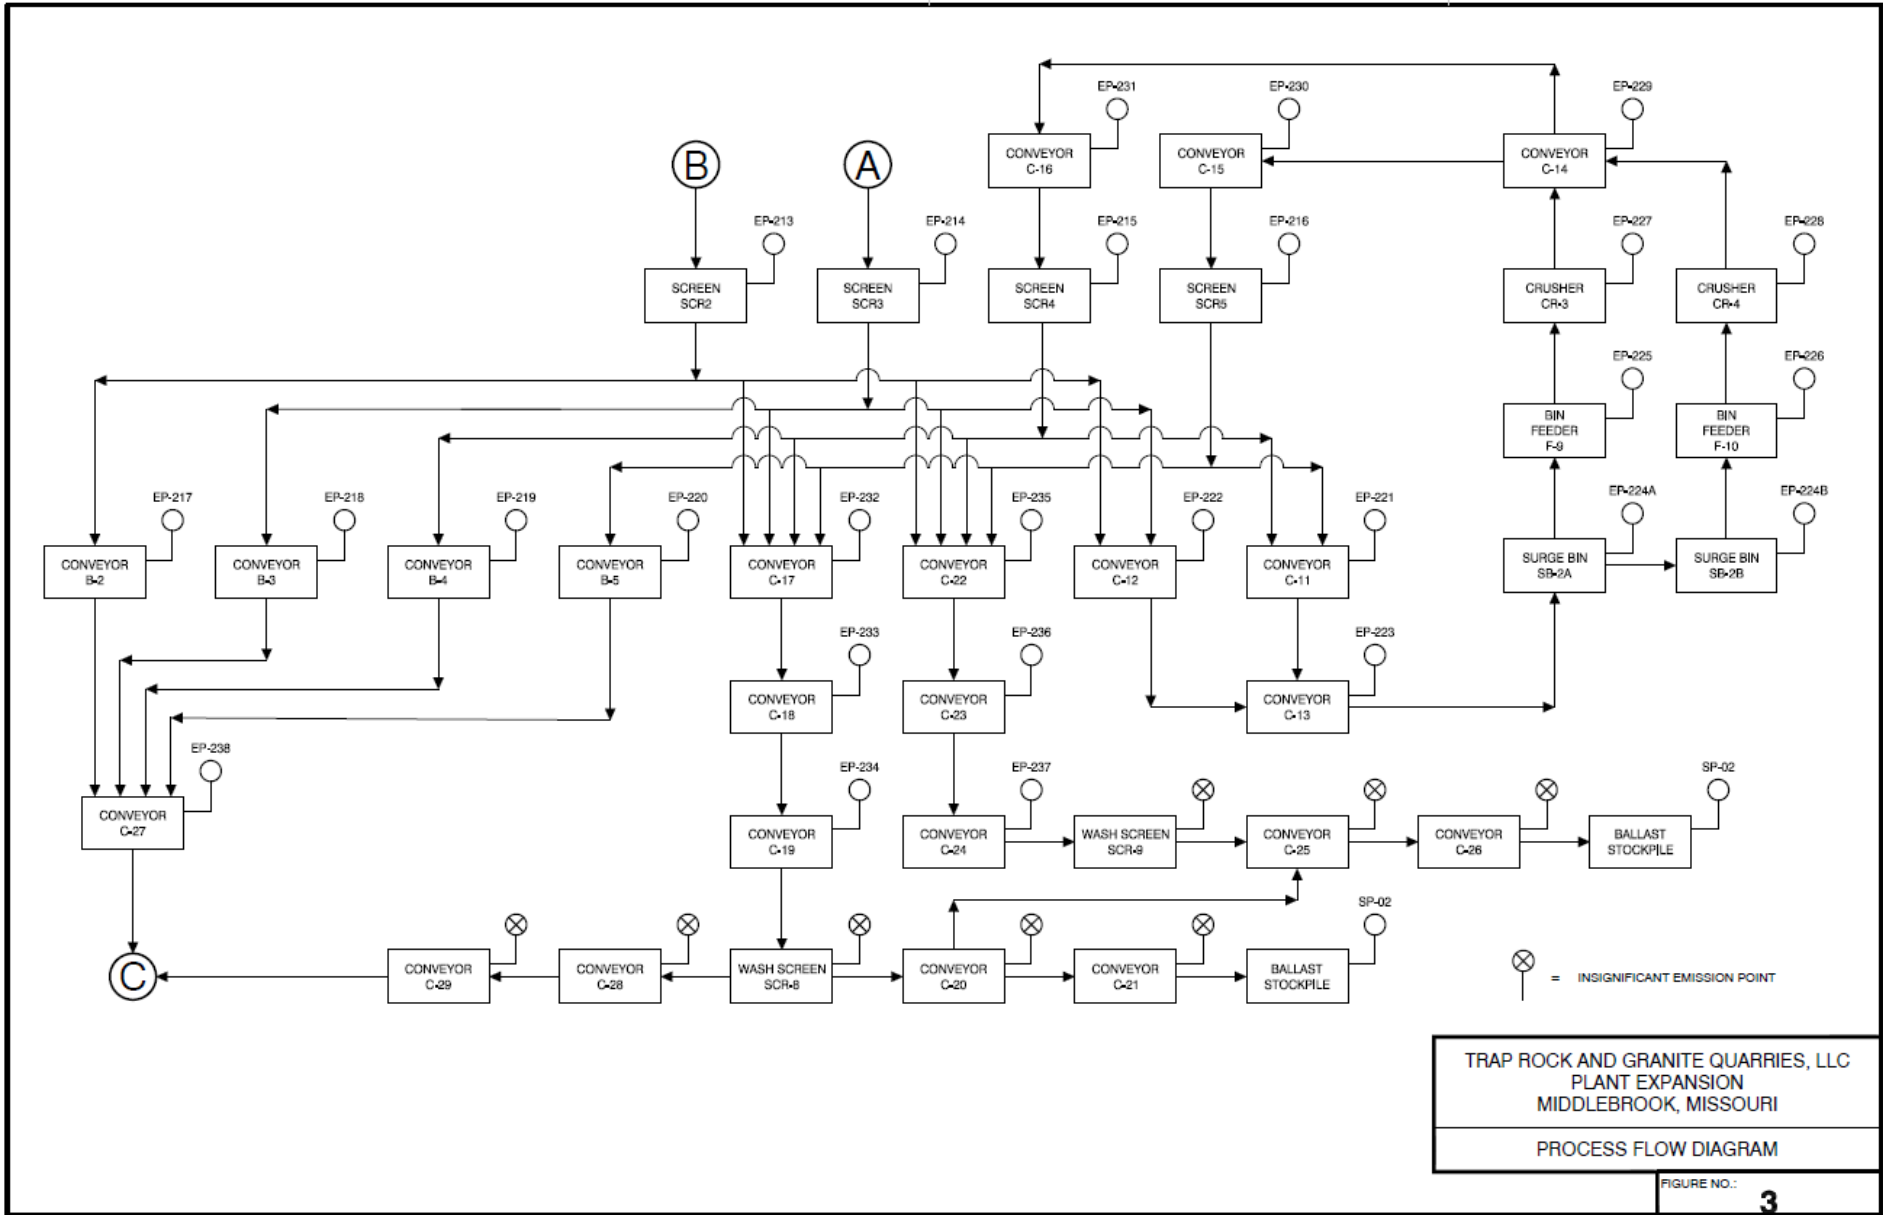 EP-231
EP-230
EP-229
B
A
CONVEYOR
C-16
CONVEYOR
C-15
CONVEYOR
C-14
EP-213
EP-214
EP-215
EP-216
EP-227
EP-228
SCREEN
SCR2
SCREEN
SCR3
SCREEN
SCR4
SCREEN
SCR5
CRUSHER
CR-3
CRUSHER
CR-4
EP-225
EP-226
BIN
FEEDER
F-9
BIN
FEEDER
F-10
EP-217
EP-218
EP-219
EP-220
EP-232
EP-235
EP-222
EP-221
EP-224A
EP-224B
CONVEYOR
B-2
CONVEYOR
B-3
CONVEYOR
B-4
CONVEYOR
B-5
CONVEYOR
C-17
CONVEYOR
C-22
CONVEYOR
C-12
CONVEYOR
C-11
SURGE BIN
SB-2A
SURGE BIN
SB-2B
EP-233
EP-236
EP-223
CONVEYOR
C-18
CONVEYOR
C-23
CONVEYOR
C-13
EP-238
EP-234
EP-237
SP-02
CONVEYOR
C-27
CONVEYOR
C-19
CONVEYOR
C-24
WASH SCREEN
SCR-9
CONVEYOR
C-25
CONVEYOR
C-26
BALLAST
STOCKPILE
SP-02
C
CONVEYOR
C-29
CONVEYOR
C-28
WASH SCREEN
SCR-8
CONVEYOR
C-20
CONVEYOR
C-21
BALLAST
STOCKPILE
= INSIGNIFICANT EMISSION POINT
TRAP ROCK AND GRANITE QUARRIES, LLC
PLANT EXPANSION
MIDDLEBROOK, MISSOURI
PROCESS FLOW DIAGRAM
FIGURE NO.:
3